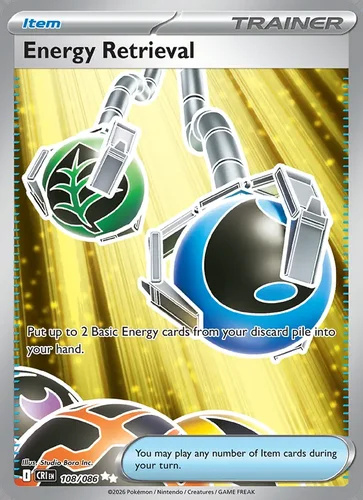 Item
TRAINER
Energy Retrieval
Put up to 2 Basic Energy cards from your discard pile into
your hand.
Illus. Studio Bora Inc.
CRI EN 108/086
You may play any number of Item cards during
your turn.
©2026 Pokémon / Nintendo / Creatures / GAME FREAK